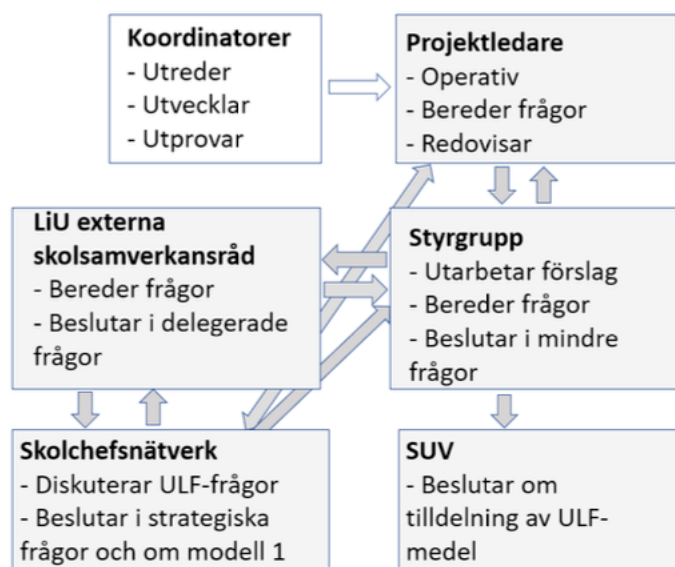 Koordinatorer
- Utreder
- Utvecklar
- Utprovar
Projektledare
- Operativ
- Bereder frågor
- Redovisar
LiU externa
skolsamverkansråd
- Bereder frågor
- Beslutar i delegerade
frågor
Styrgrupp
- Utarbetar förslag
- Bereder frågor
- Beslutar i mindre
frågor
Skolchefsnätverk
- Diskuterar ULF-frågor
- Beslutar i strategiska
frågor och om modell 1
SUV
- Beslutar om
tilldelning av ULF-
medel